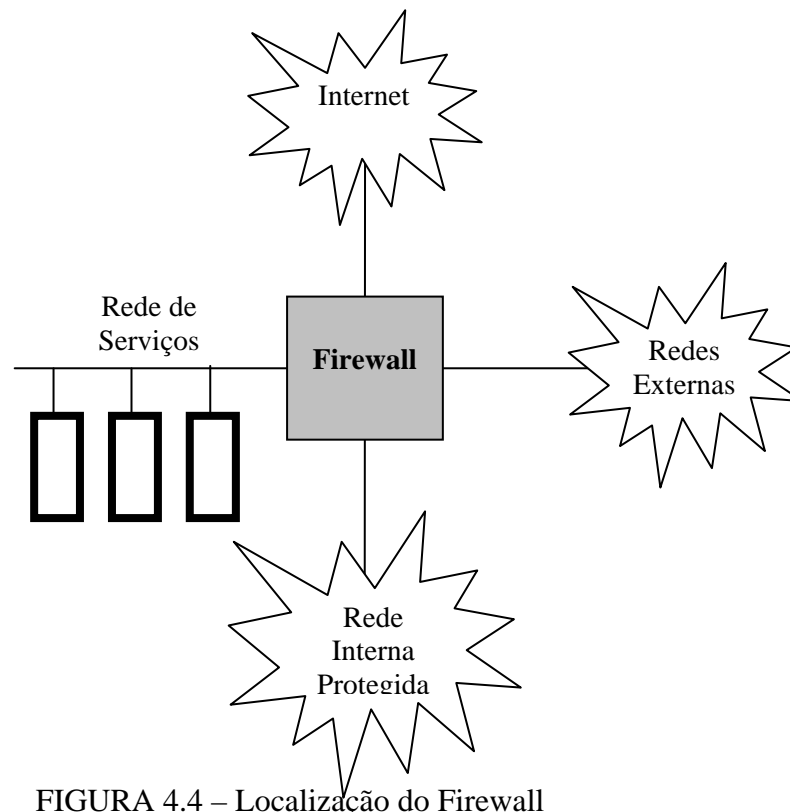 Internet
Rede de
Serviços
Firewall
Redes
Externas
Rede
Interna
Protegida
FIGURA 4.4 – Localização do Firewall